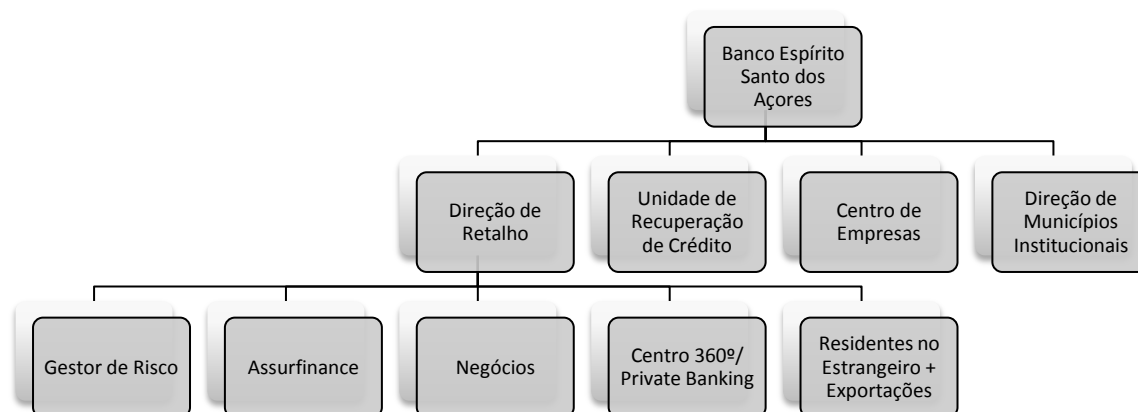 Banco Espírito
Santo dos
Açores
Direção de
Retalho
Unidade de
Recuperação
de Crédito
Centro de
Empresas
Direção de
Municípios
Institucionais
Gestor de Risco
Assurfinance
Negócios
Centro 360º/
Private Banking
Residentes no
Estrangeiro +
Exportações